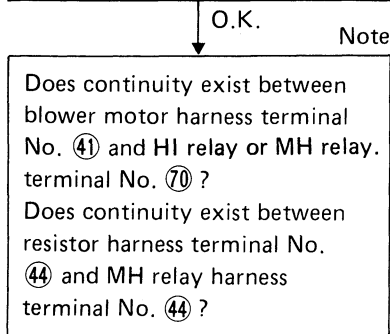 O.K.
Note
Does continuity exist between
blower motor harness terminal
No. ㊶ and HI relay or MH relay.
terminal No. 70 ?
Does continuity exist between
resistor harness terminal No.
㊹ and MH relay harness
terminal No. ㊹ ?